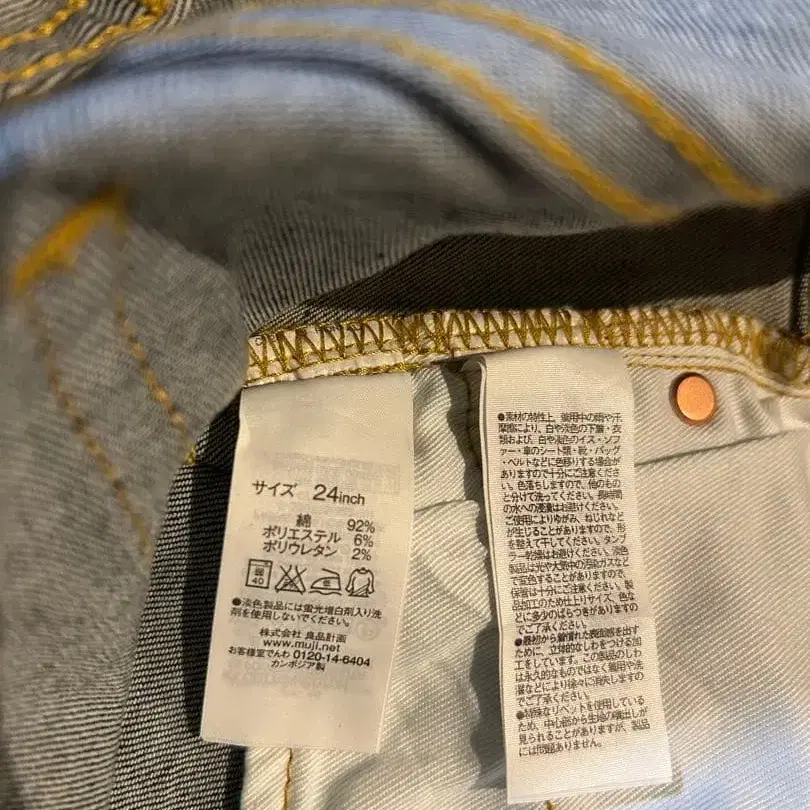 サイズ 24inch
綿 92%
ポリエステル 6%
ポリウレタン 2%
40
●淡色製品には蛍光増白剤入り洗
剤を使用しないでください。
株式会社 良品計画
www.muji.net
お客様室でんわ 0120-14-6404
カンボジア製
●素材の特性上、着用中の雨や汗、
摩擦により、白や淡色の下着・衣
類および、白や淡色のイス・ソフ
ァー・車のシート類・靴・バッグ
・ベルトなどに色移りする場合が
ありますので十分にご注意くださ
い。色落ちしますので、他のもの
と分けて洗ってください。長時間
の水への浸漬はお避けください。
ご使用によりゆがみ、ねじれなど
が生じることがありますので、形
を整えて干してください。タンブ
ラー乾燥はお避けください。淡色
製品は光や大気中の汚染ガスなど
で変色することがありますので、
保管は十分にご注意ください。製
品加工のため仕上りサイズ、色な
どに多少のばらつきがありますの
でご了承ください。
●最初から着慣れた表面感を出す
ために、立体的なしわをつける加
工をしています。この製品のしわ
は永久的なものではなく着用や洗
濯などにより徐々に消失しますの
でご了承ください。
●特殊なリベットを使用している
ため、中心部から生地の噴出しが
見られることがありますが、製品
には問題ありません。